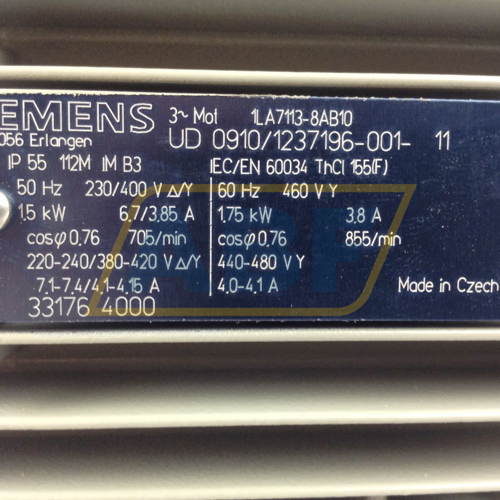 EMENS 3~ Mot 1LA7113-8AB10
056 Erlangen UD 0910/1237196-001- 11
IP 55 112M IM B3 IEC/EN 60034 ThCl 155(F)
50 Hz 230/400 V Δ/Y 60 Hz 460 V Y
1,5 kW 6,7/3,85 A 1,75 kW 3,8 A
cosφ 0,76 705/min cosφ 0,76 855/min
220-240/380-420 V Δ/Y 440-480 V Y
7.1-7.4/4.1-4.15 A 4.0-4.1 A Made in Czech
33176 4000
ABF